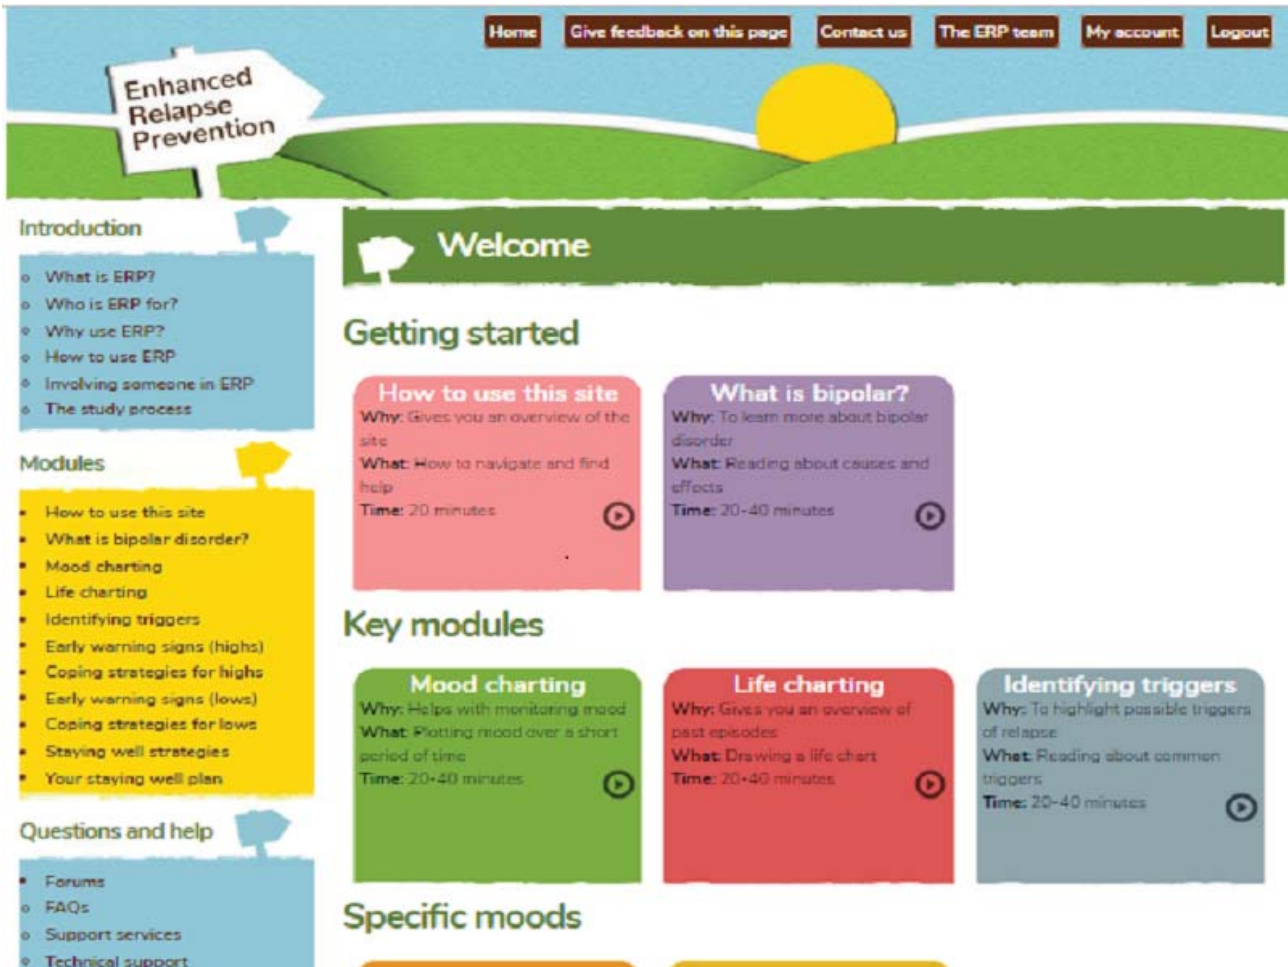 Home
Give feedback on this page
Contact us
The ERP team
My account
Logout
Enhanced
Relapse
Prevention
Introduction
What is ERP?
Who is ERP for?
Why use ERP?
How to use ERP
Involving someone in ERP
The study process
Modules
How to use this site
What is bipolar disorder?
Mood charting
Life charting
Identifying triggers
Early warning signs (highs)
Coping strategies for highs
Early warning signs (lows)
Coping strategies for lows
Staying well strategies
Your staying well plan
Questions and help
Forums
FAQs
Support services
Technical support
Welcome
Getting started
How to use this site
Why: Gives you an overview of the
site
What: How to navigate and find
help
Time: 20 minutes
What is bipolar?
Why: To learn more about bipolar
disorder
What: Reading about causes and
effects
Time: 20-40 minutes
Key modules
Mood charting
Why: Helps with monitoring mood
What: Plotting mood over a short
period of time
Time: 20-40 minutes
Life charting
Why: Gives you an overview of
past episodes
What: Drawing a life chart
Time: 20-40 minutes
Identifying triggers
Why: To highlight possible triggers
of relapse
What: Reading about common
triggers
Time: 20-40 minutes
Specific moods